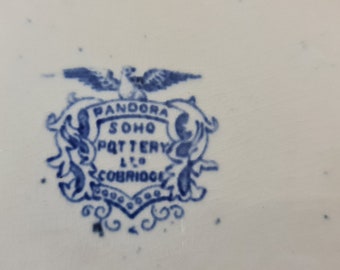 PANDORA
SOHO
POTTERY
LTD
COBRIDGE